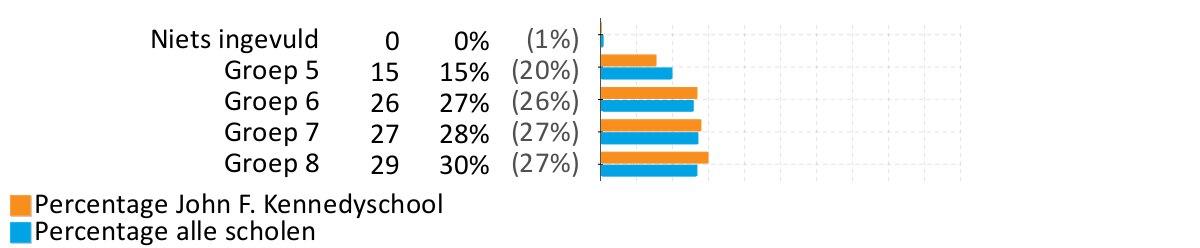 Niets ingevuld 0 0% (1%)
Groep 5 15 15% (20%)
Groep 6 26 27% (26%)
Groep 7 27 28% (27%)
Groep 8 29 30% (27%)
Percentage John F. Kennedyschool
Percentage alle scholen